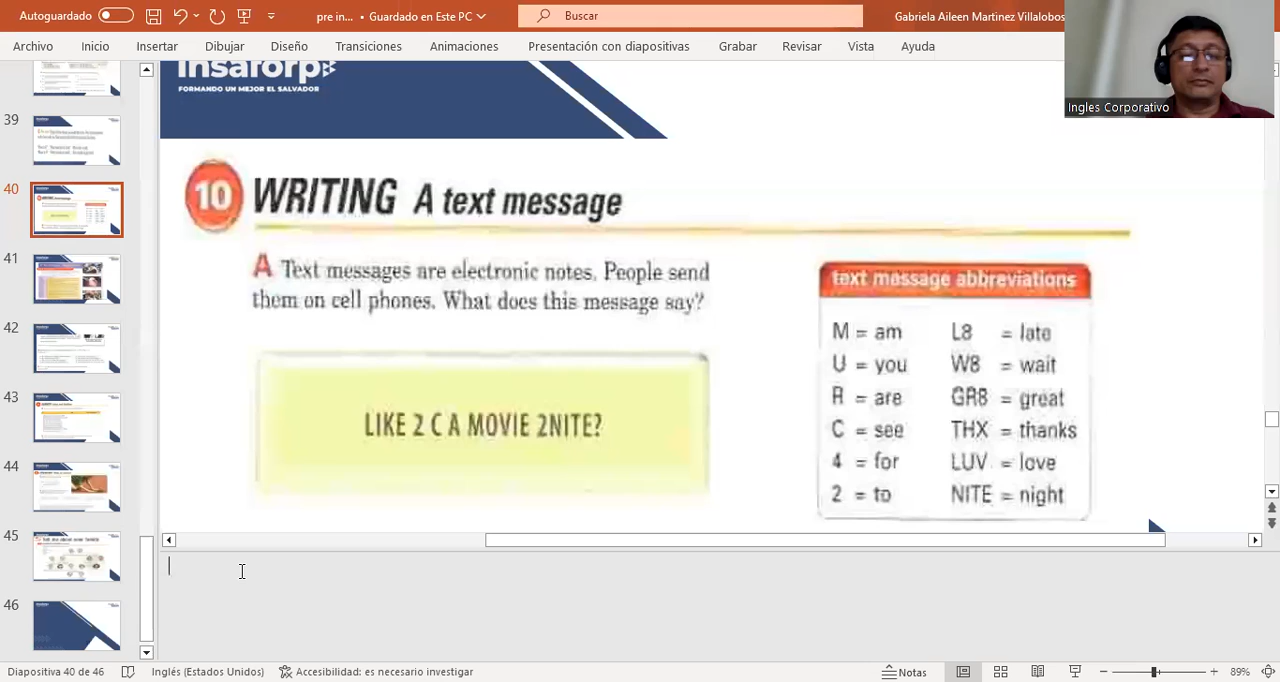 Autoguardado
pre in... • Guardado en Este PC
Buscar
Gabriela Aileen Martinez Villalobos
Archivo Inicio Insertar Dibujar Diseño Transiciones Animaciones Presentación con diapositivas Grabar Revisar Vista Ayuda
Ingles Corporativo
Insaforp
FORMANDO UN MEJOR EL SALVADOR
39
40
41
42
43
44
45
46
10 WRITING A text message
A Text messages are electronic notes. People send
them on cell phones. What does this message say?
LIKE 2 C A MOVIE 2NITE?
text message abbreviations
M = am L8 = late
U = you W8 = wait
R = are GR8 = great
C = see THX = thanks
4 = for LUV = love
2 = to NITE = night
Diapositiva 40 de 46 Inglés (Estados Unidos) Accesibilidad: es necesario investigar Notas 89%